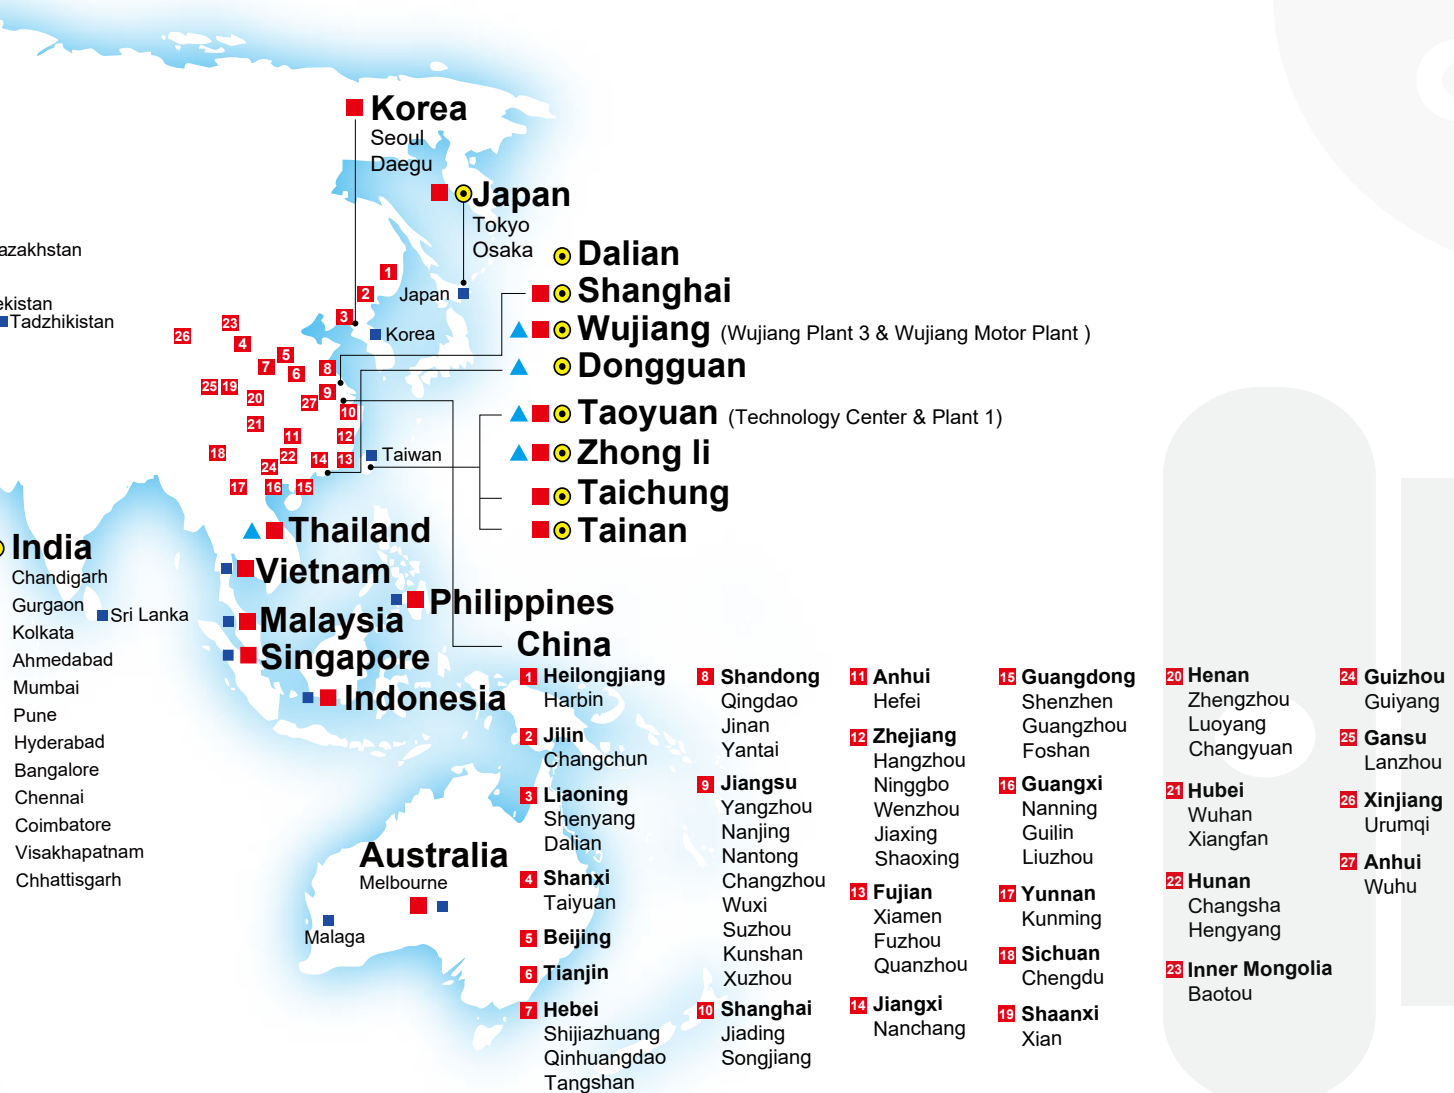 Korea
Seoul
Daegu
Japan
Tokyo
Osaka
azakhstan
ekistan
Tadzhikistan
Japan
Korea
Taiwan
1
2
3
23
26
4
5
7
6
8
25
19
9
20
27
10
21
11
12
18
22
14
13
24
17
16
15
Dalian
Shanghai
Wujiang (Wujiang Plant 3 & Wujiang Motor Plant )
Dongguan
Taoyuan (Technology Center & Plant 1)
Zhong li
Taichung
Tainan
Thailand
Vietnam
Philippines
Malaysia
Singapore
Indonesia
India
Chandigarh
Gurgaon
Kolkata
Ahmedabad
Mumbai
Pune
Hyderabad
Bangalore
Chennai
Coimbatore
Visakhapatnam
Chhattisgarh
Sri Lanka
Australia
Melbourne
Malaga
China
1 Heilongjiang
Harbin
2 Jilin
Changchun
3 Liaoning
Shenyang
Dalian
4 Shanxi
Taiyuan
5 Beijing
6 Tianjin
7 Hebei
Shijiazhuang
Qinhuangdao
Tangshan
8 Shandong
Qingdao
Jinan
Yantai
9 Jiangsu
Yangzhou
Nanjing
Nantong
Changzhou
Wuxi
Suzhou
Kunshan
Xuzhou
10 Shanghai
Jiading
Songjiang
11 Anhui
Hefei
12 Zhejiang
Hangzhou
Ninggbo
Wenzhou
Jiaxing
Shaoxing
13 Fujian
Xiamen
Fuzhou
Quanzhou
14 Jiangxi
Nanchang
15 Guangdong
Shenzhen
Guangzhou
Foshan
16 Guangxi
Nanning
Guilin
Liuzhou
17 Yunnan
Kunming
18 Sichuan
Chengdu
19 Shaanxi
Xian
20 Henan
Zhengzhou
Luoyang
Changyuan
21 Hubei
Wuhan
Xiangfan
22 Hunan
Changsha
Hengyang
23 Inner Mongolia
Baotou
24 Guizhou
Guiyang
25 Gansu
Lanzhou
26 Xinjiang
Urumqi
27 Anhui
Wuhu